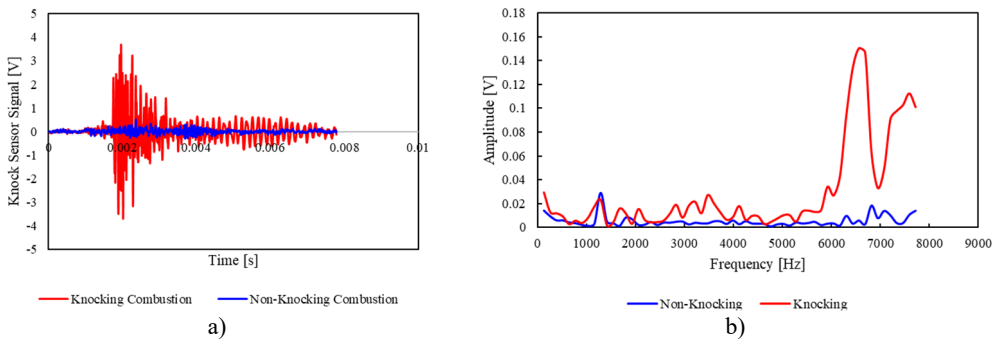 5
4
3
2
1
0
-1
-2
-3
-4
-5
0 0.002 0.004 0.006 0.008 0.01
Knock Sensor Signal [V]
Time [s]
Knocking Combustion Non-Knocking Combustion
a)
0.18
0.16
0.14
0.12
0.1
0.08
0.06
0.04
0.02
0
0 1000 2000 3000 4000 5000 6000 7000 8000 9000
Amplitude [V]
Frequency [Hz]
Non-Knocking Knocking
b)